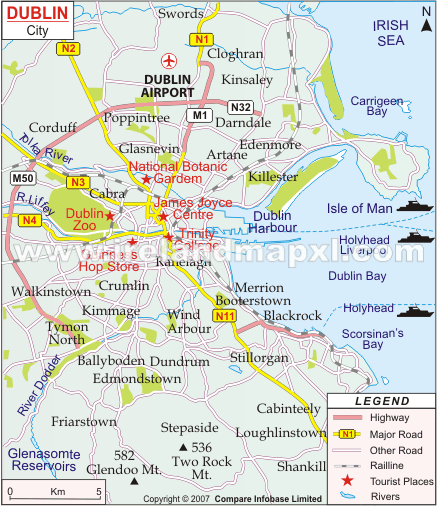 DUBLIN
City
Swords
N2
N1
Cloghran
IRISH
SEA
N
DUBLIN
AIRPORT
Kinsaley
N32
M1
Carrigeen
Bay
Poppintree
Corduff
Darndale
Tolka River
Glasnevin
Edenmore
Artane
National Botanic
Gardem
M50
N3
Killester
R.Liffey
Cabra
James Joyce
Centre
Isle of Man
N4
Dublin
Zoo
Dublin
Harbour
Trinity
College
Holyhead
Liverpool
www.irelandmapxl.com
Hop Store
Ranelagh
Dublin Bay
Walkinstown
Crumlin
Merrion
Booterstown
Kimmage
Holyhead
Tymon
North
Wind
Arbour
N11
Blackrock
Scorsinan's
Bay
River Dodder
Ballyboden
Dundrum
Stillorgan
Edmondstown
Cabinteely
Friarstown
Stepaside
Loughlinstown
Glenasomte
Reservoirs
582
Glendoo Mt.
536
Two Rock
Mt.
Shankill
LEGEND
Highway
N1 Major Road
Other Road
Railline
Tourist Places
Rivers
0 Km 5
Copyright © 2007 Compare Infobase Limited